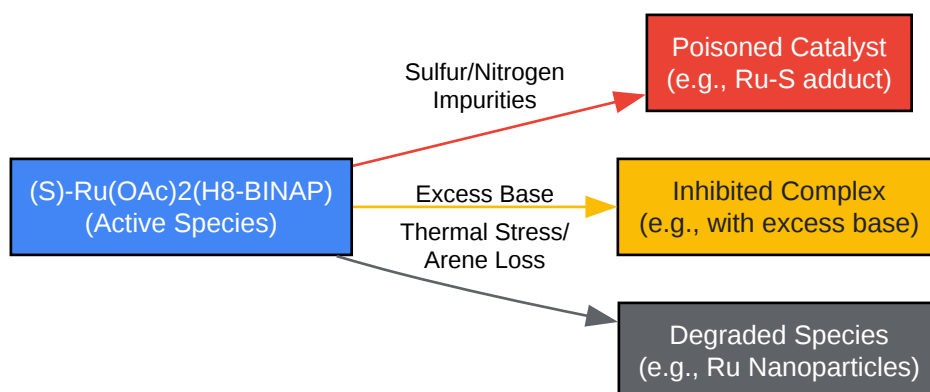 Poisoned Catalyst
(e.g., Ru-S adduct)
Sulfur/Nitrogen
Impurities
(S)-Ru(OAc)2(H8-BINAP)
(Active Species)
Excess Base
Inhibited Complex
(e.g., with excess base)
Thermal Stress/
Arene Loss
Degraded Species
(e.g., Ru Nanoparticles)